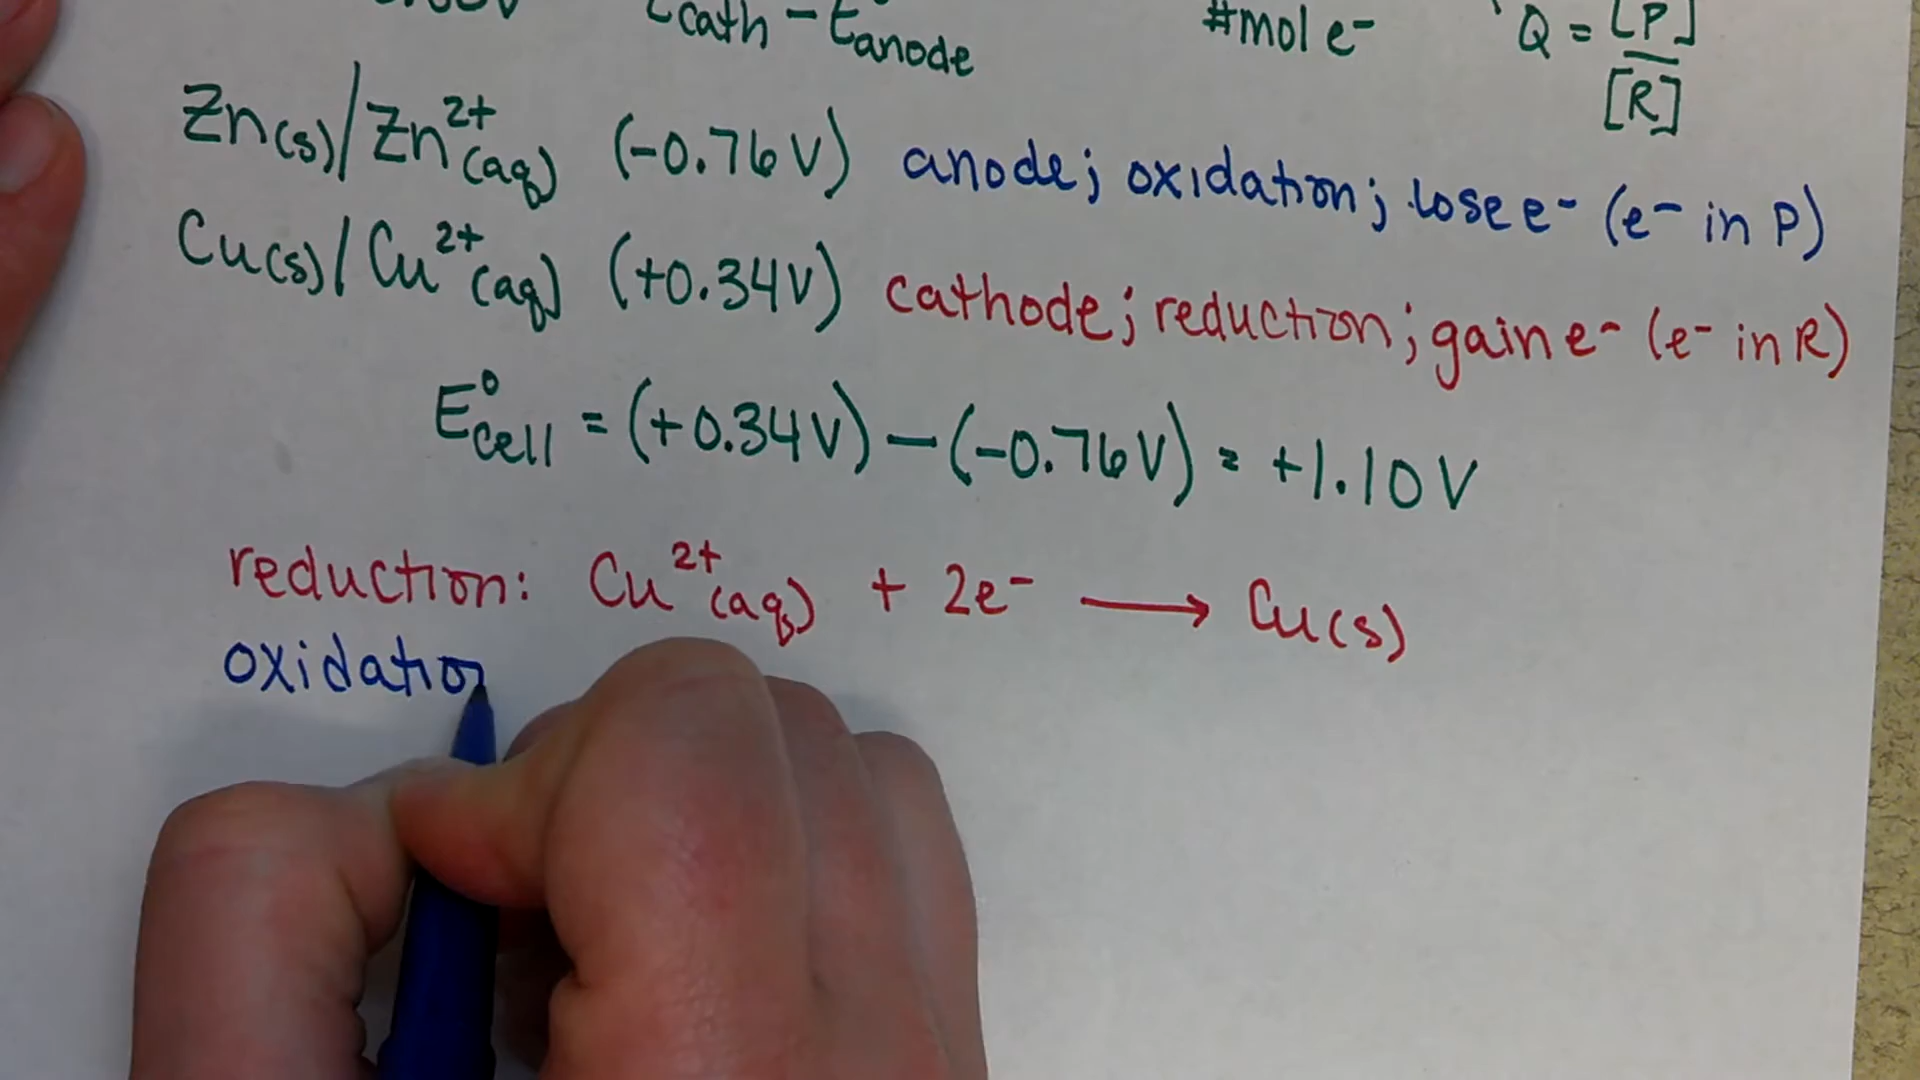 cath - Eanode #mol e- Q = [P]
[R]
Zn(s)/Zn2+(aq) (-0.76V) anode; oxidation; lose e- (e- in P)
Cu(s)/Cu2+(aq) (+0.34V) cathode; reduction; gain e- (e- in R)
E°cell = (+0.34V) - (-0.76V) = +1.10V
reduction: Cu2+(aq) + 2e- → Cu(s)
oxidation